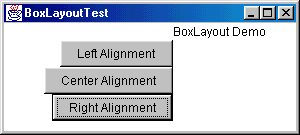 BoxLayoutTest
BoxLayout Demo
Left Alignment
Center Alignment
Right Alignment